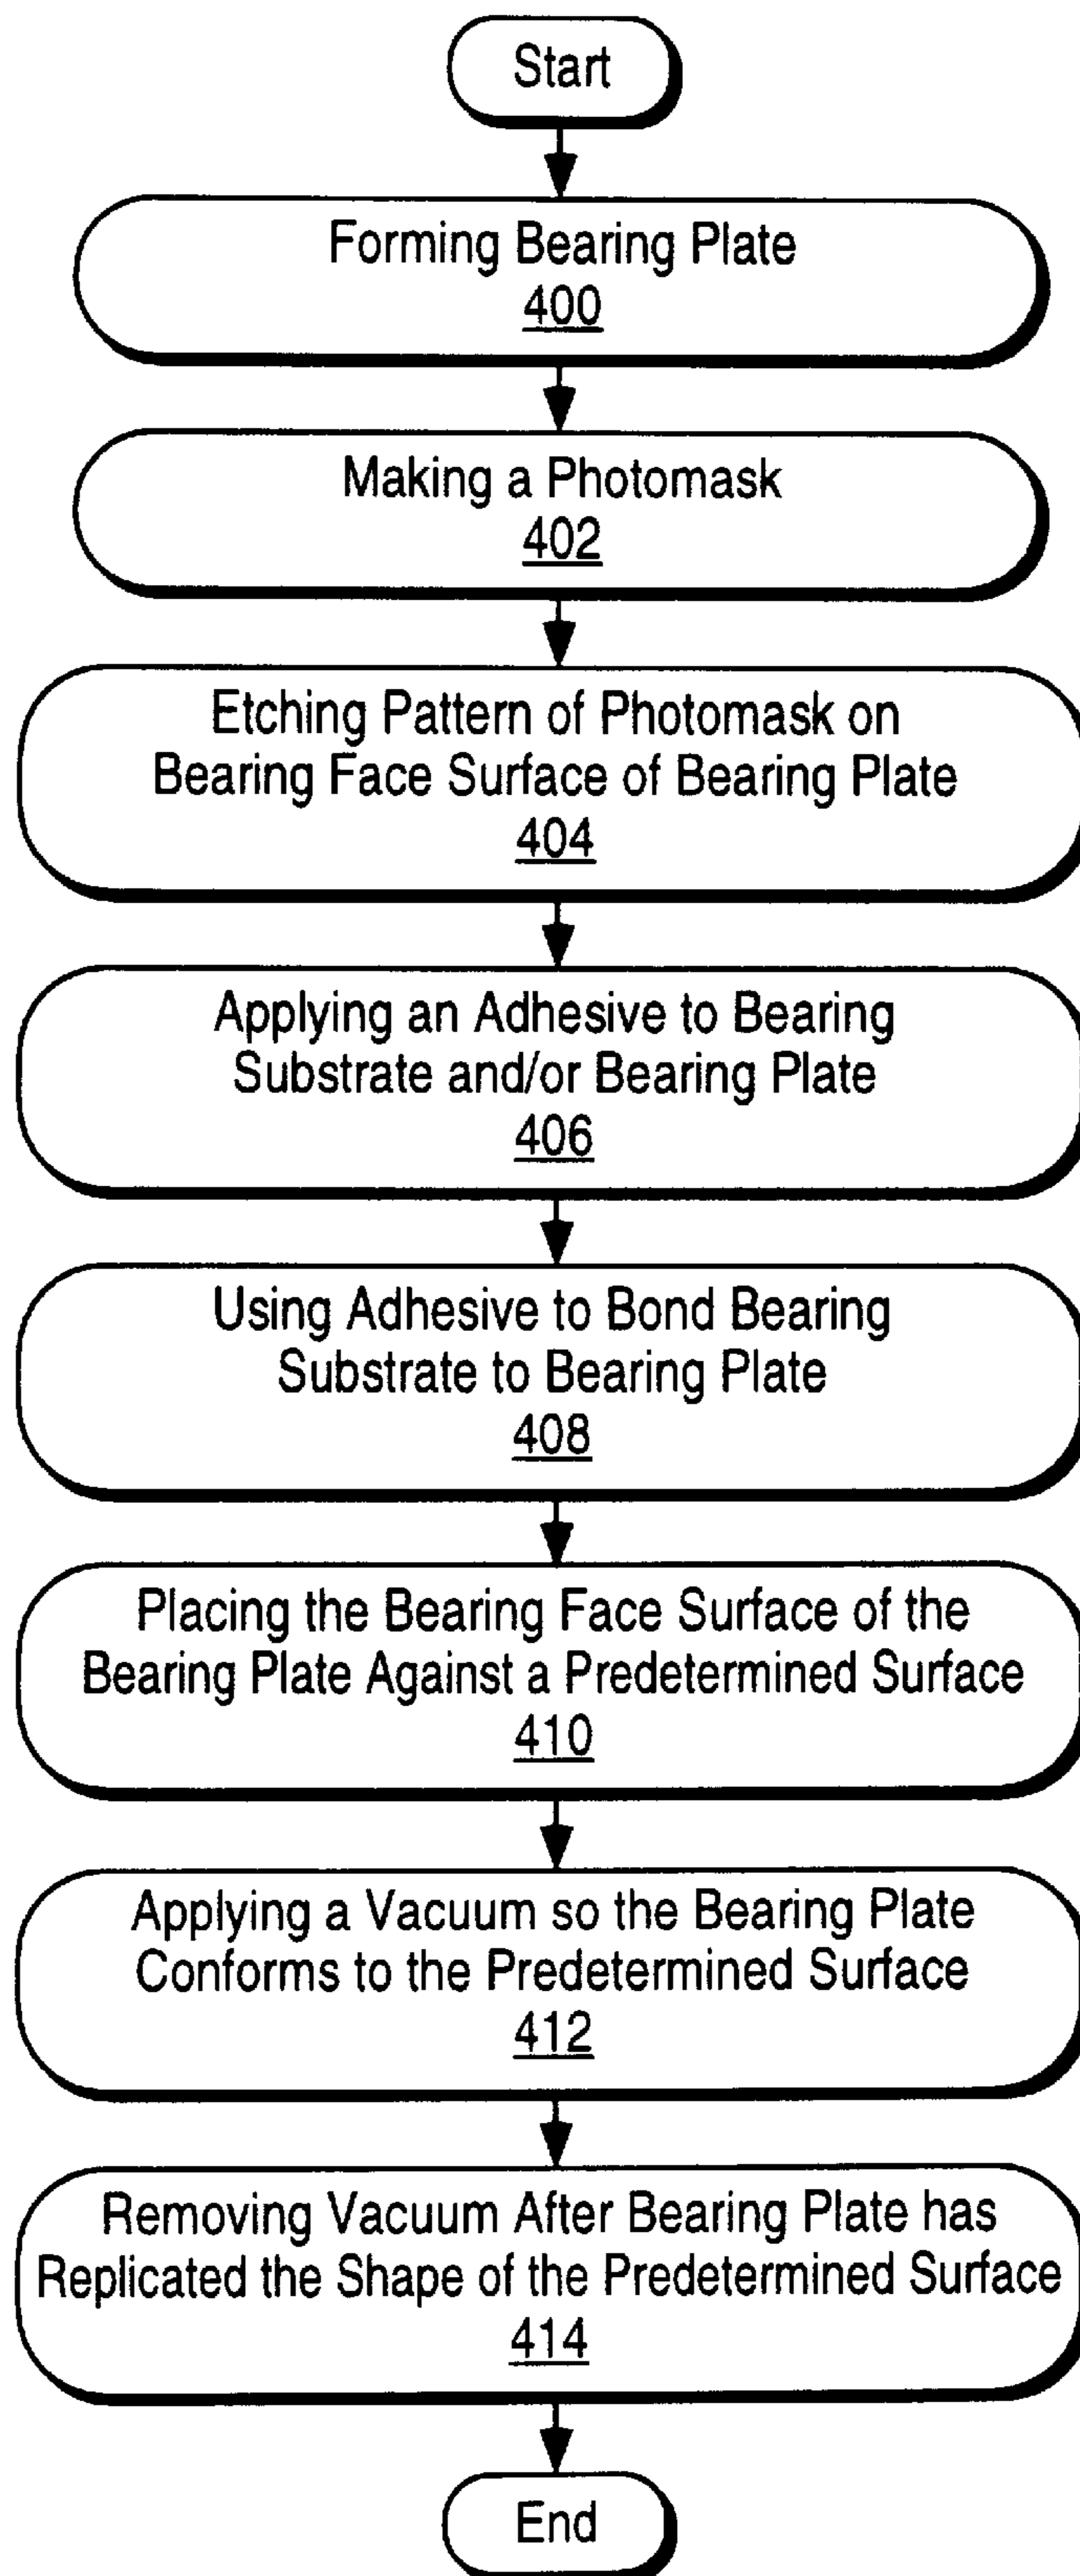 Start
Forming Bearing Plate
400
Making a Photomask
402
Etching Pattern of Photomask on
Bearing Face Surface of Bearing Plate
404
Applying an Adhesive to Bearing
Substrate and/or Bearing Plate
406
Using Adhesive to Bond Bearing
Substrate to Bearing Plate
408
Placing the Bearing Face Surface of the
Bearing Plate Against a Predetermined Surface
410
Applying a Vacuum so the Bearing Plate
Conforms to the Predetermined Surface
412
Removing Vacuum After Bearing Plate has
Replicated the Shape of the Predetermined Surface
414
End